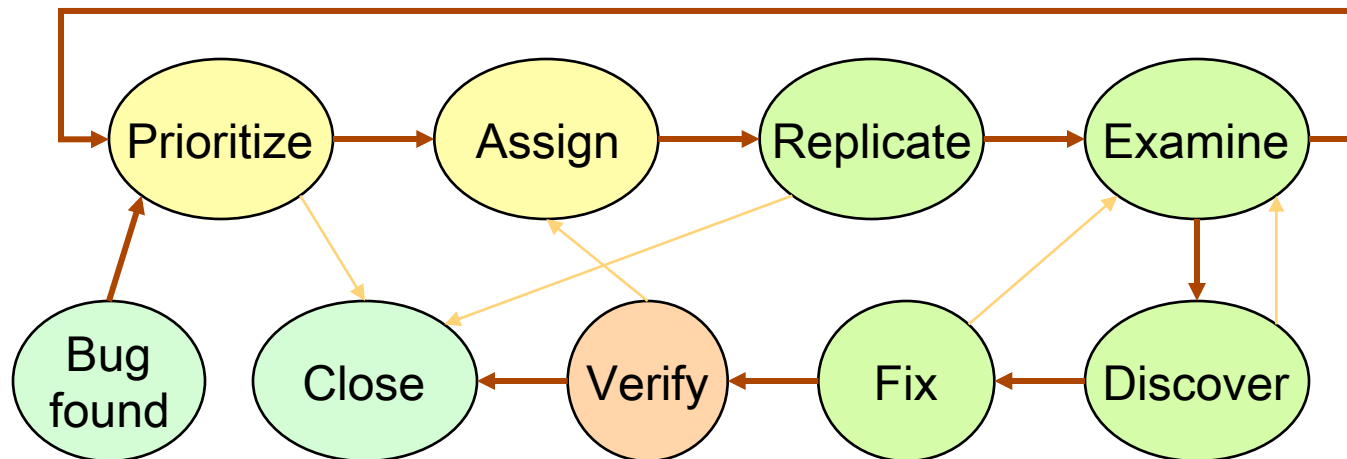 Prioritize
Assign
Replicate
Examine
Bug
found
Close
Verify
Fix
Discover